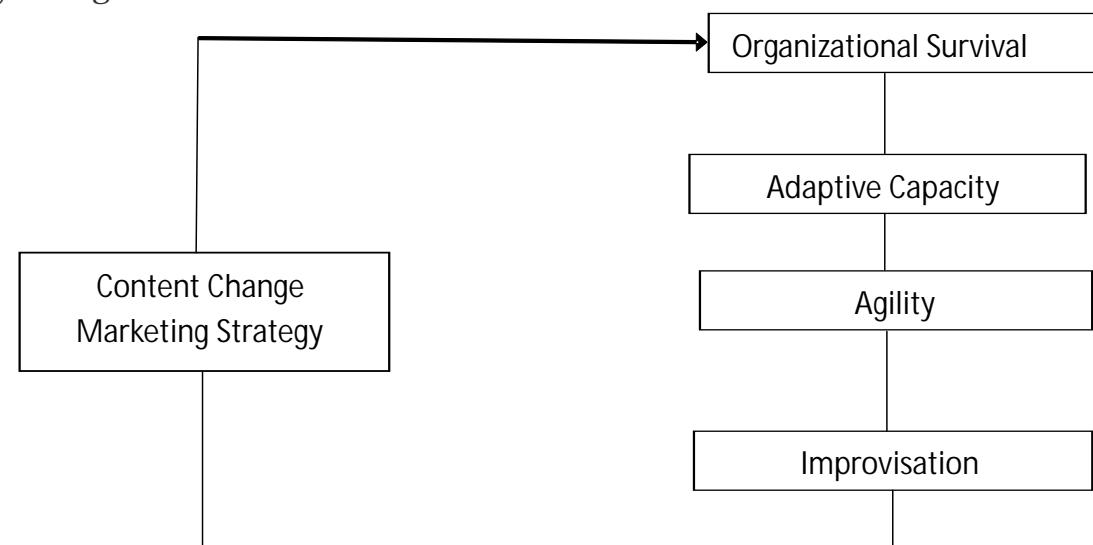 Organizational Survival
Adaptive Capacity
Content Change
Marketing Strategy
Agility
Improvisation